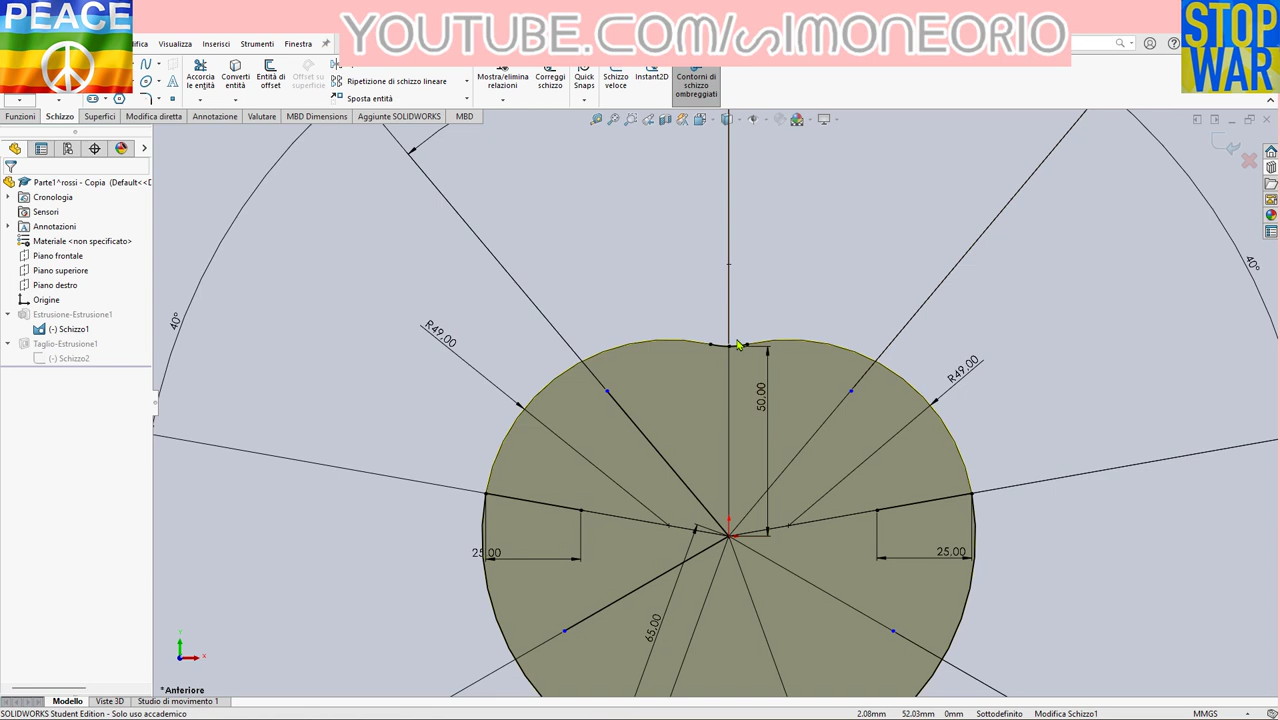 PEACE
YOUTUBE.COM/SIMONEORIO
STOP
WAR
ifica Visualizza Inserisci Strumenti Finestra
Accorcia le entità
Converti entità
Entità di offset
Offset su superficie
Ripetizione di schizzo lineare
Sposta entità
Mostra/elimina relazioni
Correggi schizzo
Quick Snaps
Schizzo veloce
Instant2D
Contorni di schizzo ombreggiati
Funzioni Schizzo Superfici Modifica diretta Annotazione Valutare MBD Dimensions Aggiunte SOLIDWORKS MBD
Parte1^rossi - Copia (Default<<D
Cronologia
Sensori
Annotazioni
Materiale <non specificato>
Piano frontale
Piano superiore
Piano destro
Origine
Estrusione-Estrusione1
(-) Schizzo1
Taglio-Estrusione1
(-) Schizzo2
40°
40°
R49,00
R49,00
50,00
25,00
25,00
65,00
Y
X
*Anteriore
Modello Viste 3D Studio di movimento 1
SOLIDWORKS Student Edition - Solo uso accademico
2.08mm 52.03mm 0mm Sottodefinito Modifica Schizzo1 MMGS